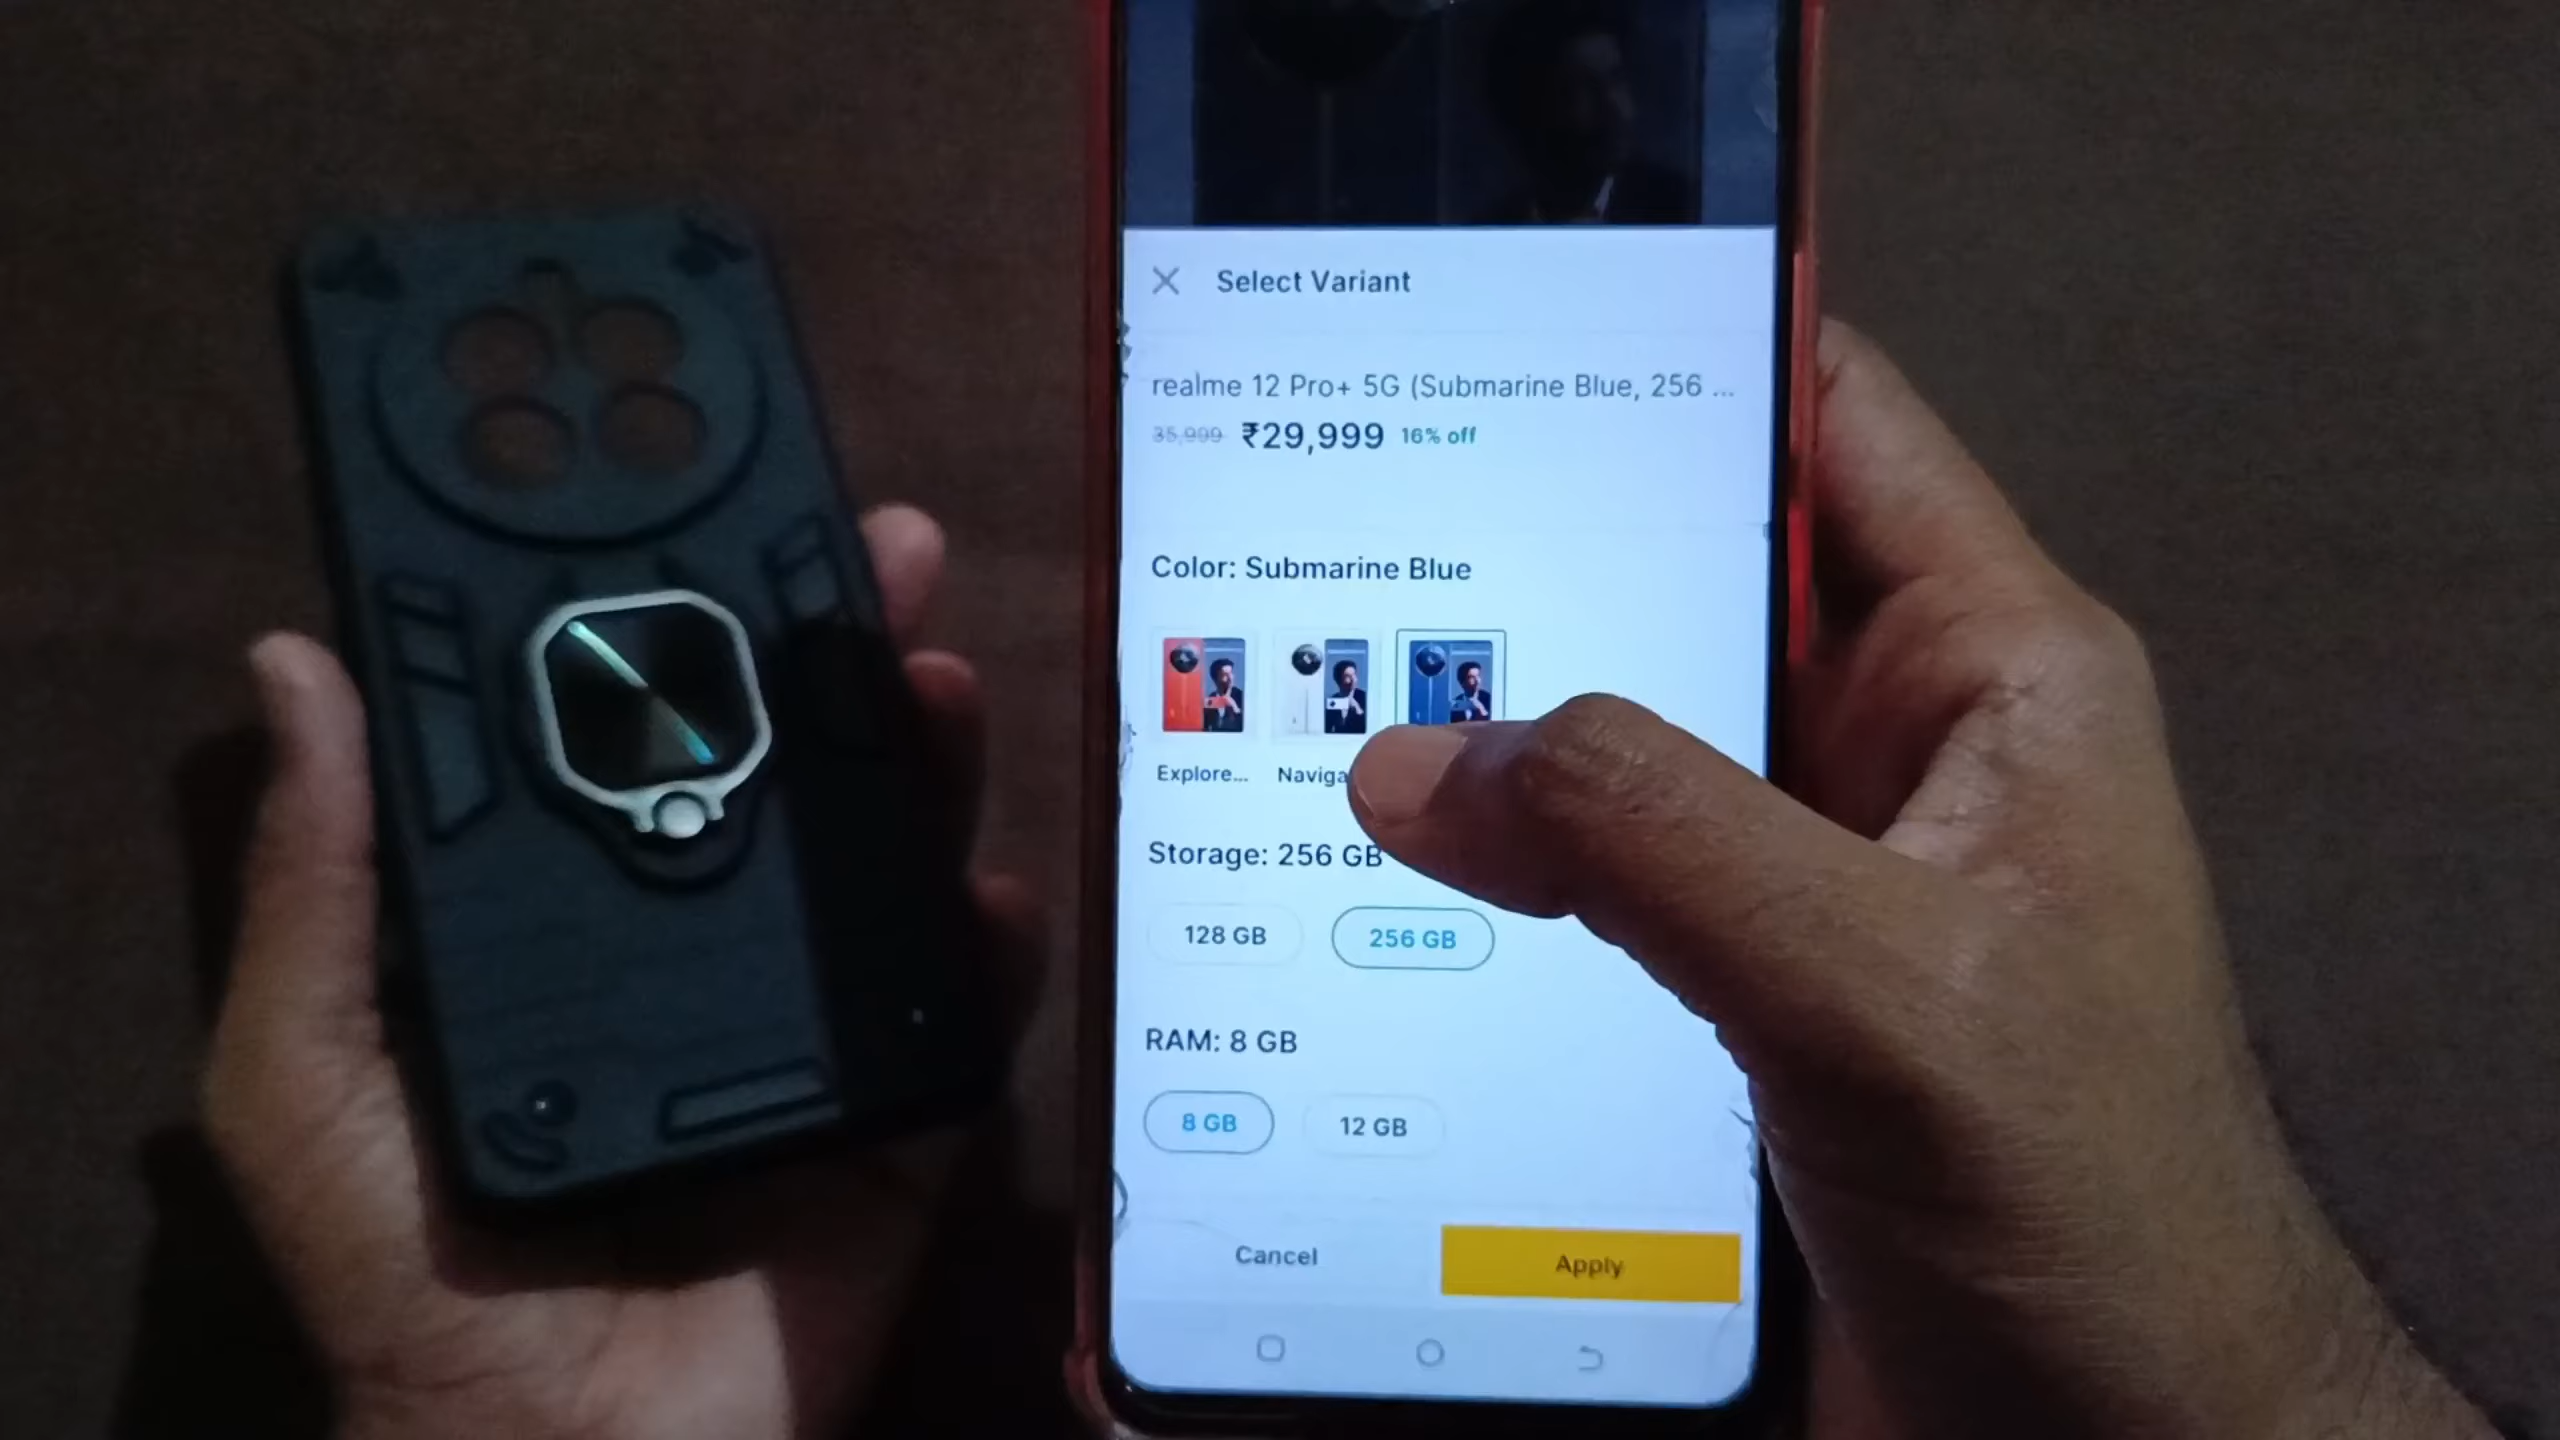 Select Variant
realme 12 Pro+ 5G (Submarine Blue, 256 ...
35,999 ₹29,999 16% off
Color: Submarine Blue
Explore... Naviga
Storage: 256 GB
128 GB 256 GB
RAM: 8 GB
8 GB 12 GB
Cancel Apply